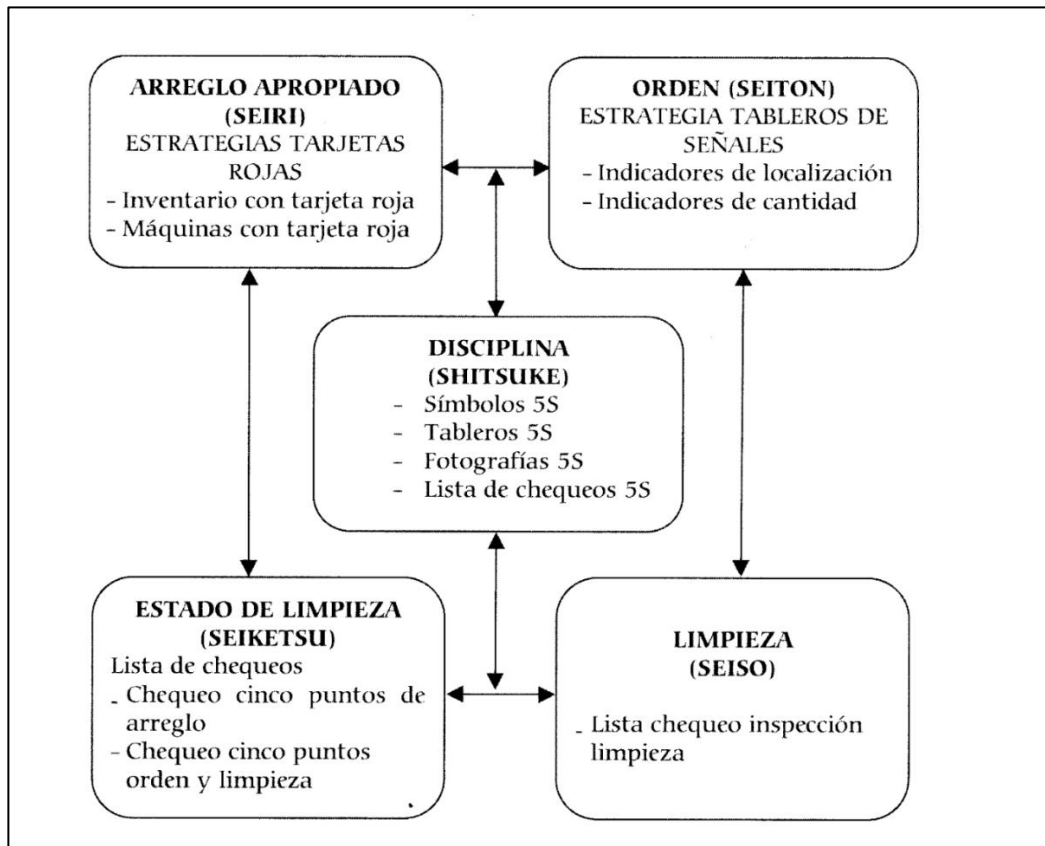 ARREGLO APROPIADO
(SEIRI)
ESTRATEGIAS TARJETAS
ROJAS
- Inventario con tarjeta roja
- Máquinas con tarjeta roja
ORDEN (SEITON)
ESTRATEGIA TABLEROS DE
SEÑALES
- Indicadores de localización
- Indicadores de cantidad
DISCIPLINA
(SHITSUKE)
- Símbolos 5S
- Tableros 5S
- Fotografías 5S
- Lista de chequeos 5S
ESTADO DE LIMPIEZA
(SEIKETSU)
Lista de chequeos
- Chequeo cinco puntos de
arreglo
- Chequeo cinco puntos
orden y limpieza
LIMPIEZA
(SEISO)
- Lista chequeo inspección
limpieza